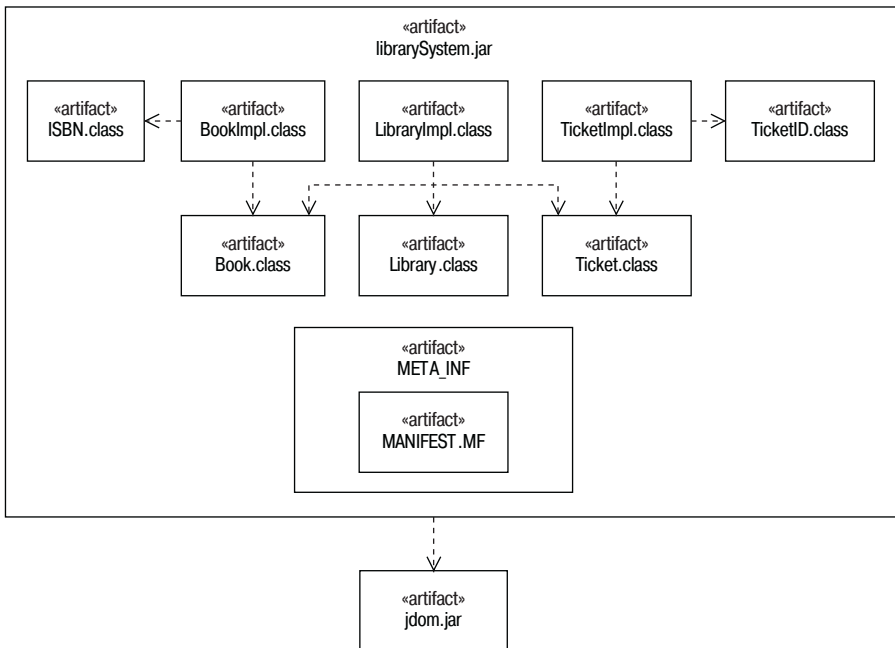 «artifact»
librarySystem.jar
«artifact»
ISBN.class
«artifact»
BookImpl.class
«artifact»
LibraryImpl.class
«artifact»
TicketImpl.class
«artifact»
TicketID.class
«artifact»
Book.class
«artifact»
Library.class
«artifact»
Ticket.class
«artifact»
META_INF
«artifact»
MANIFEST.MF
«artifact»
jdom.jar